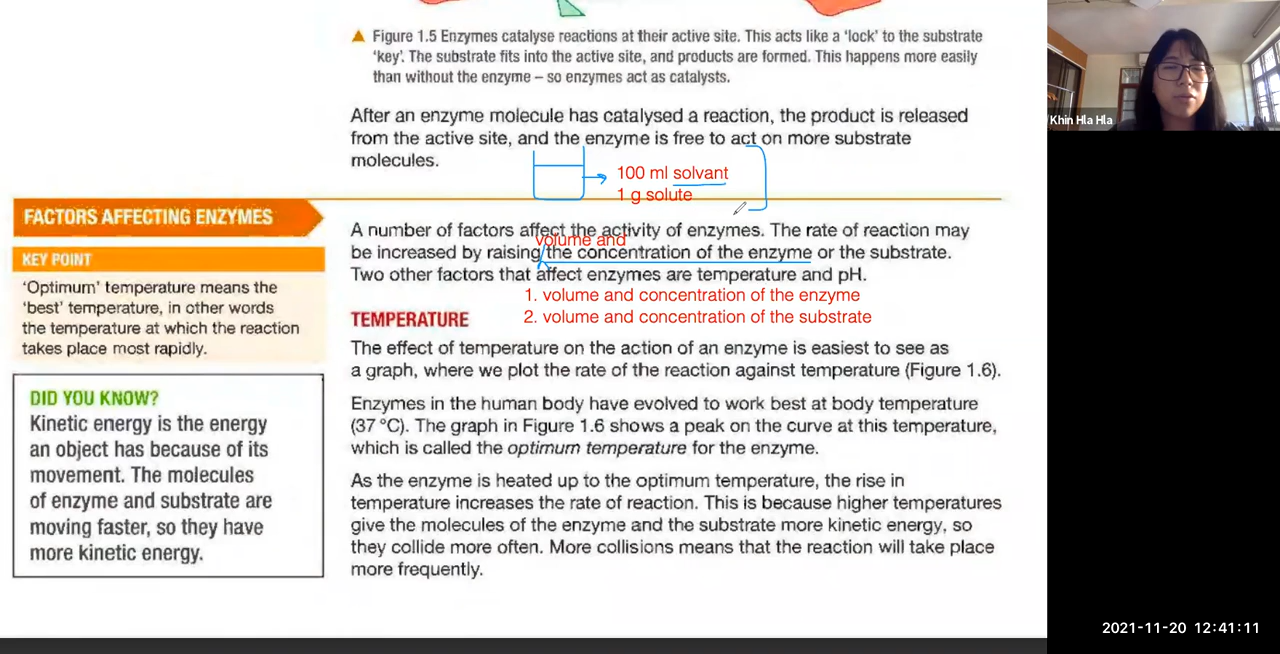 Figure 1.5 Enzymes catalyse reactions at their active site. This acts like a ‘lock’ to the substrate
‘key’. The substrate fits into the active site, and products are formed. This happens more easily
than without the enzyme – so enzymes act as catalysts.
After an enzyme molecule has catalysed a reaction, the product is released
from the active site, and the enzyme is free to act on more substrate
molecules.
100 ml solvant
1 g solute
FACTORS AFFECTING ENZYMES
KEY POINT
‘Optimum’ temperature means the
‘best’ temperature, in other words
the temperature at which the reaction
takes place most rapidly.
DID YOU KNOW?
Kinetic energy is the energy
an object has because of its
movement. The molecules
of enzyme and substrate are
moving faster, so they have
more kinetic energy.
A number of factors affect the activity of enzymes. The rate of reaction may
volume and
be increased by raising the concentration of the enzyme or the substrate.
Two other factors that affect enzymes are temperature and pH.
1. volume and concentration of the enzyme
2. volume and concentration of the substrate
TEMPERATURE
The effect of temperature on the action of an enzyme is easiest to see as
a graph, where we plot the rate of the reaction against temperature (Figure 1.6).
Enzymes in the human body have evolved to work best at body temperature
(37 °C). The graph in Figure 1.6 shows a peak on the curve at this temperature,
which is called the optimum temperature for the enzyme.
As the enzyme is heated up to the optimum temperature, the rise in
temperature increases the rate of reaction. This is because higher temperatures
give the molecules of the enzyme and the substrate more kinetic energy, so
they collide more often. More collisions means that the reaction will take place
more frequently.
Khin Hla Hla
2021-11-20 12:41:11